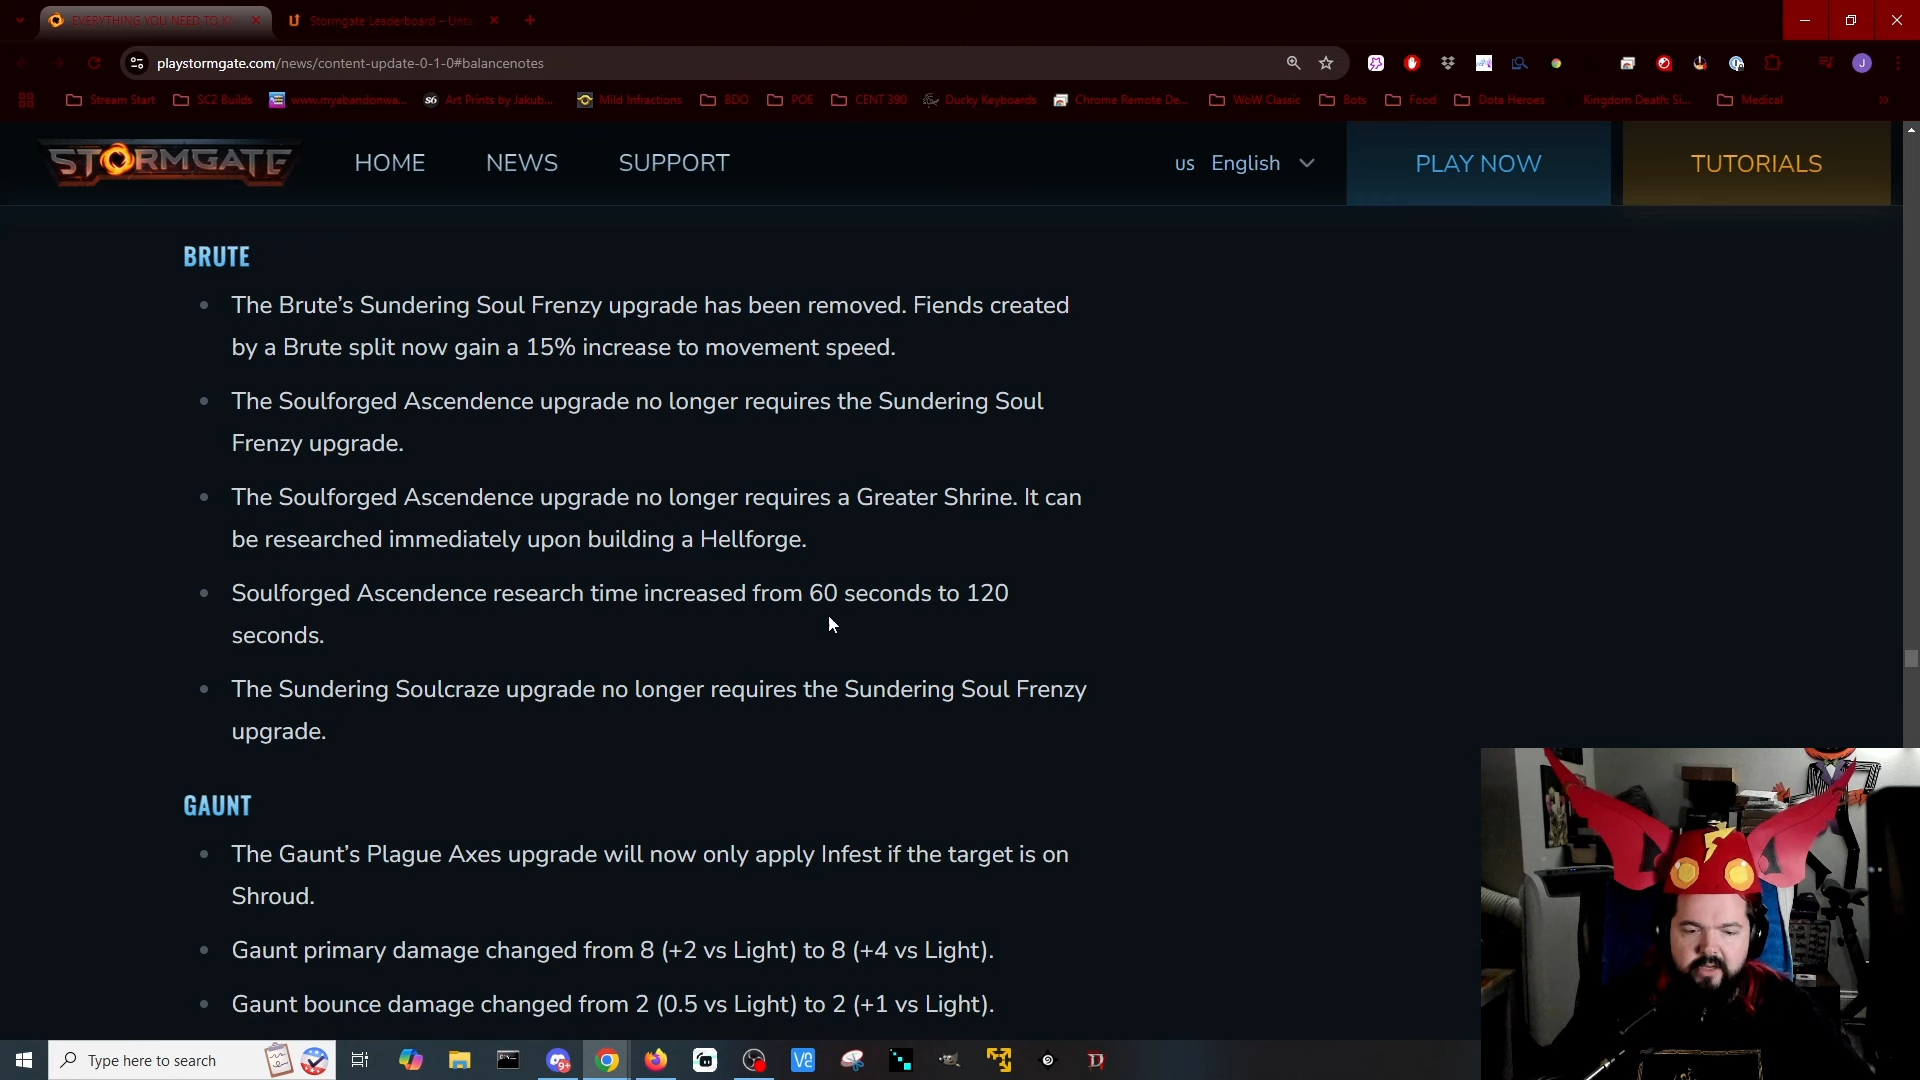 EVERYTHING YOU NEED TO K
Stormgate Leaderboard – Unta
playstormgate.com/news/content-update-0-1-0#balancenotes
Stream Start
SC2 Builds
www.myabandonwa...
Art Prints by Jakub...
Mild Infractions
BDO
POE
CENT 390
Ducky Keyboards
Chrome Remote De...
WoW Classic
Bots
Food
Dota Heroes
Kingdom Death: Si...
Medical
STORMGATE
HOME
NEWS
SUPPORT
us English
PLAY NOW
TUTORIALS
BRUTE
The Brute’s Sundering Soul Frenzy upgrade has been removed. Fiends created
by a Brute split now gain a 15% increase to movement speed.
The Soulforged Ascendence upgrade no longer requires the Sundering Soul
Frenzy upgrade.
The Soulforged Ascendence upgrade no longer requires a Greater Shrine. It can
be researched immediately upon building a Hellforge.
Soulforged Ascendence research time increased from 60 seconds to 120
seconds.
The Sundering Soulcraze upgrade no longer requires the Sundering Soul Frenzy
upgrade.
GAUNT
The Gaunt’s Plague Axes upgrade will now only apply Infest if the target is on
Shroud.
Gaunt primary damage changed from 8 (+2 vs Light) to 8 (+4 vs Light).
Gaunt bounce damage changed from 2 (0.5 vs Light) to 2 (+1 vs Light).
Type here to search